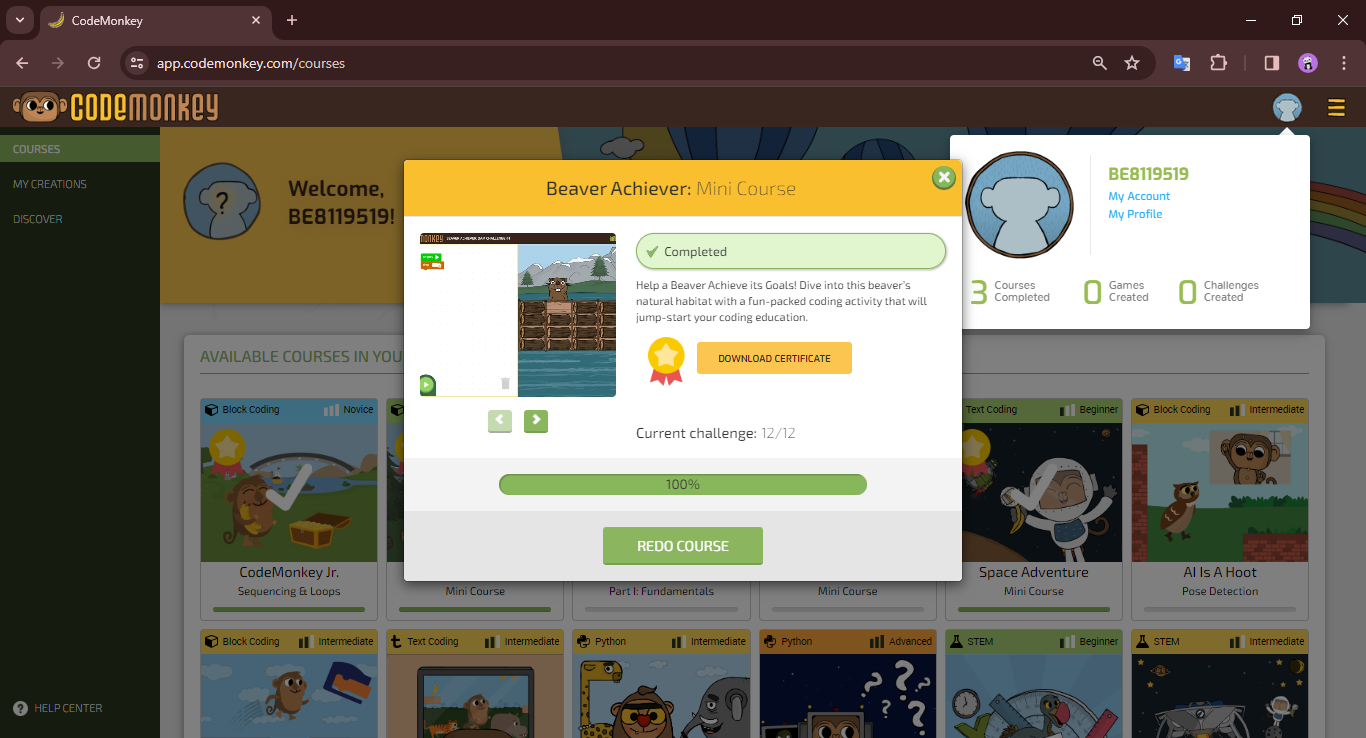 CodeMonkey
app.codemonkey.com/courses
CODEMONKEY
COURSES
MY CREATIONS
DISCOVER
HELP CENTER
Welcome,
BE8119519!
BE8119519
My Account
My Profile
3 Courses Completed
0 Games Created
0 Challenges Created
Beaver Achiever: Mini Course
BEAVER ACHIEVER
Completed
Help a Beaver Achieve its Goals! Dive into this beaver's
natural habitat with a fun-packed coding activity that will
jump-start your coding education.
DOWNLOAD CERTIFICATE
Current challenge: 12/12
100%
REDO COURSE
AVAILABLE COURSES IN YOU
Block Coding Novice
Text Coding Beginner
Block Coding Intermediate
CodeMonkey Jr.
Sequencing & Loops
Mini Course
Part I: Fundamentals
Mini Course
Space Adventure
Mini Course
AI Is A Hoot
Pose Detection
Block Coding Intermediate
Text Coding Intermediate
Python Intermediate
Python Advanced
STEM Beginner
STEM Intermediate